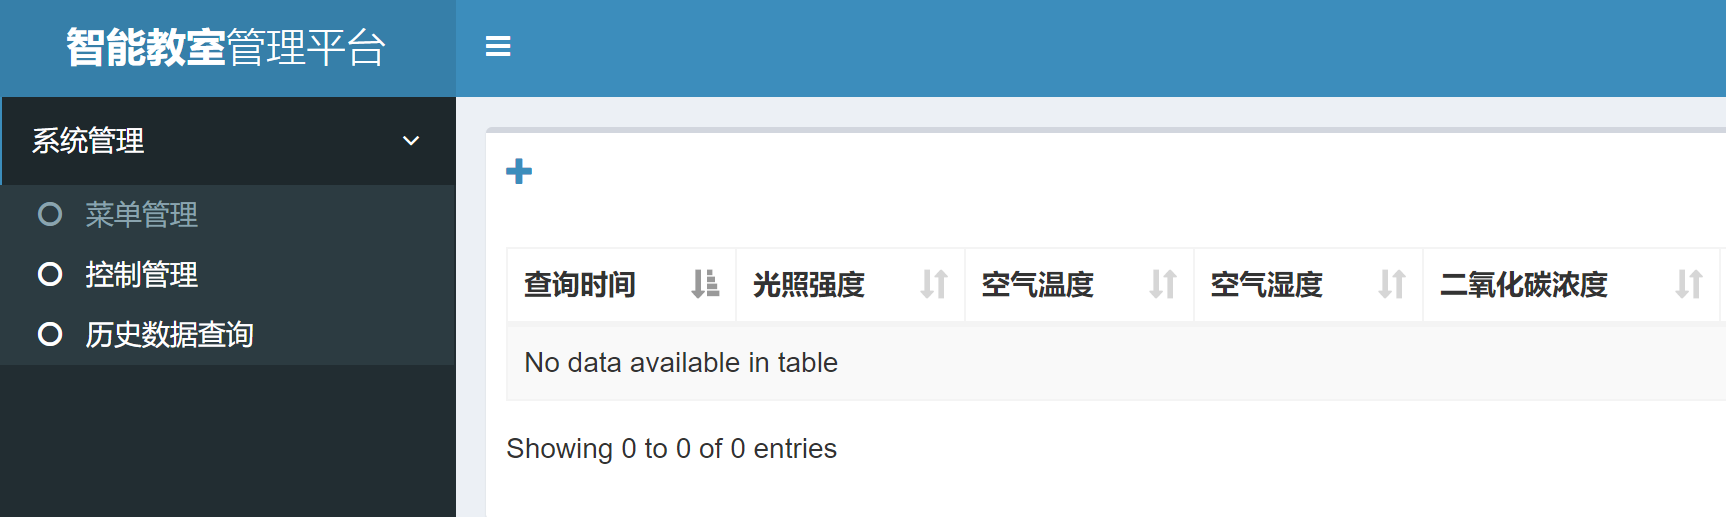 智能教室管理平台
系统管理
菜单管理
控制管理
历史数据查询
查询时间 光照强度 空气温度 空气湿度 二氧化碳浓度
No data available in table
Showing 0 to 0 of 0 entries